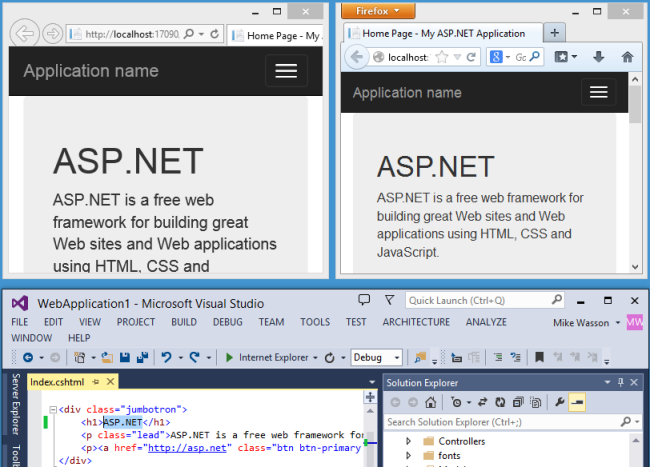 http://localhost:17090,
Home Page - My A
Application name
ASP.NET
ASP.NET is a free web
framework for building great
Web sites and Web applications
using HTML, CSS and
Firefox
Home Page - My ASP.NET Application
localhost:
Go
Application name
ASP.NET
ASP.NET is a free web framework for
building great Web sites and Web
applications using HTML, CSS and
JavaScript.
WebApplication1 - Microsoft Visual Studio
Quick Launch (Ctrl+Q)
FILE EDIT VIEW PROJECT BUILD DEBUG TEAM TOOLS TEST ARCHITECTURE ANALYZE
Mike Wasson MW
WINDOW HELP
Internet Explorer
Debug
Server Explorer
Toolb
Index.cshtml
<div class="jumbotron">
<h1>ASP.NET</h1>
<p class="lead">ASP.NET is a free web framework for
<p><a href="http://asp.net" class="btn btn-primary
</div>
Solution Explorer
Search Solution Explorer (Ctrl+;)
Controllers
fonts